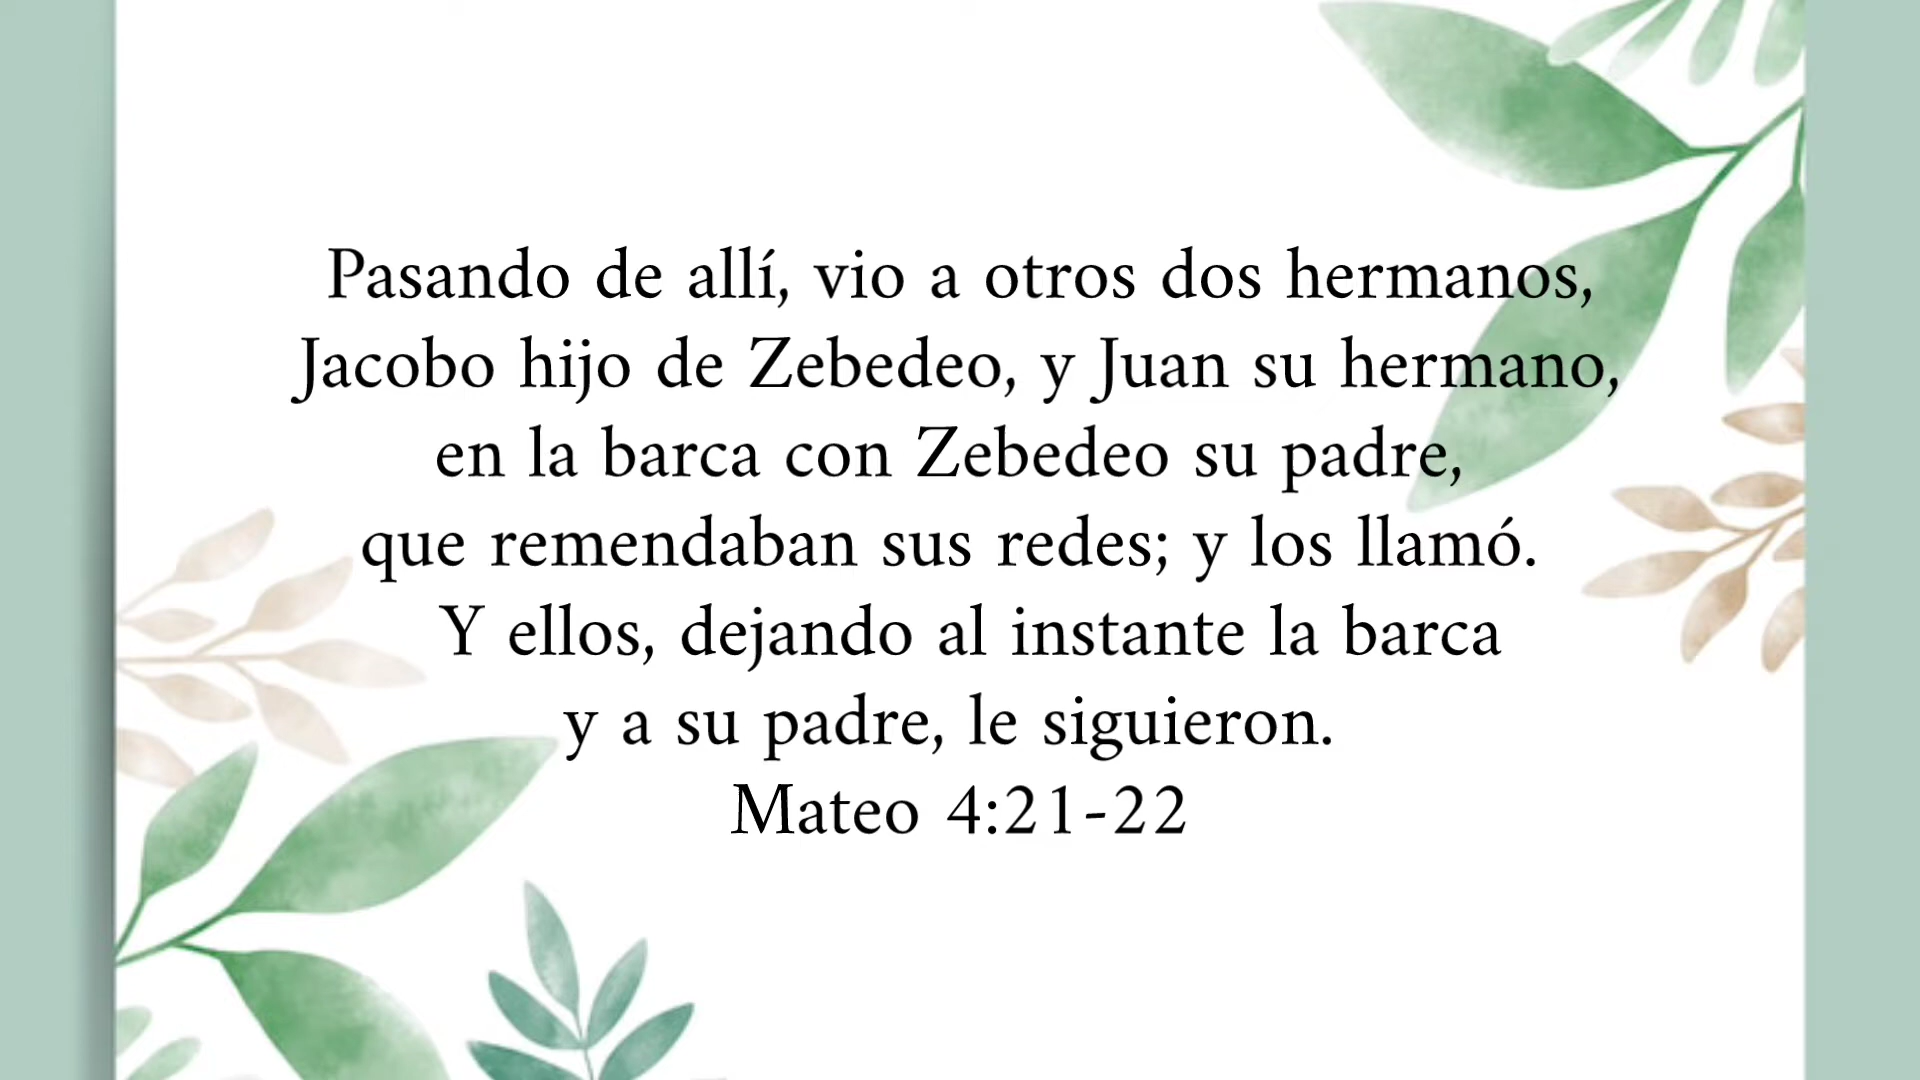 Pasando de allí, vio a otros dos hermanos,
Jacobo hijo de Zebedeo, y Juan su hermano,
en la barca con Zebedeo su padre,
que remendaban sus redes; y los llamó.
Y ellos, dejando al instante la barca
y a su padre, le siguieron.
Mateo 4:21-22